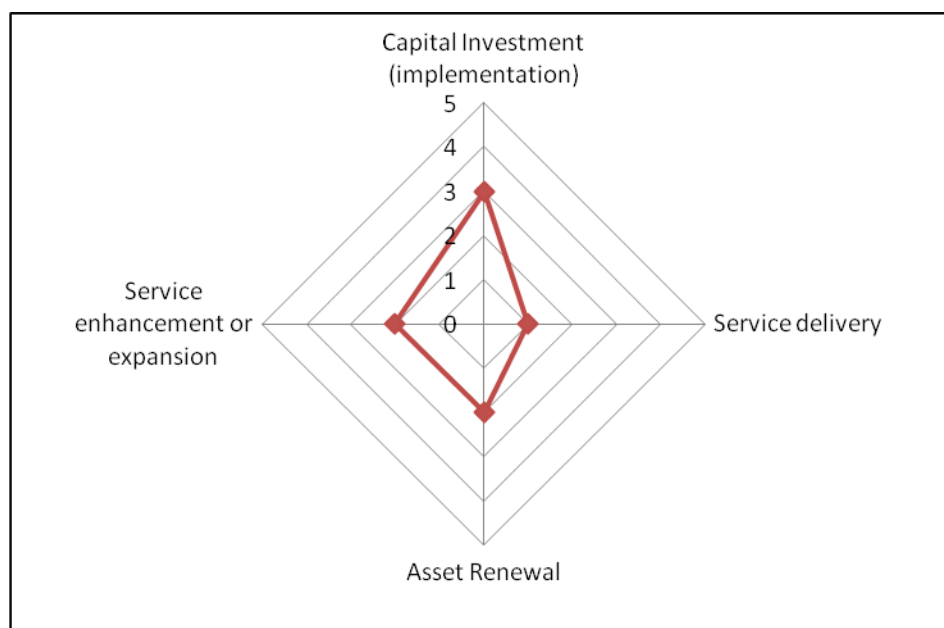 Capital Investment
(implementation)
5
4
3
2
1
0
Service
enhancement or
expansion
Service delivery
Asset Renewal